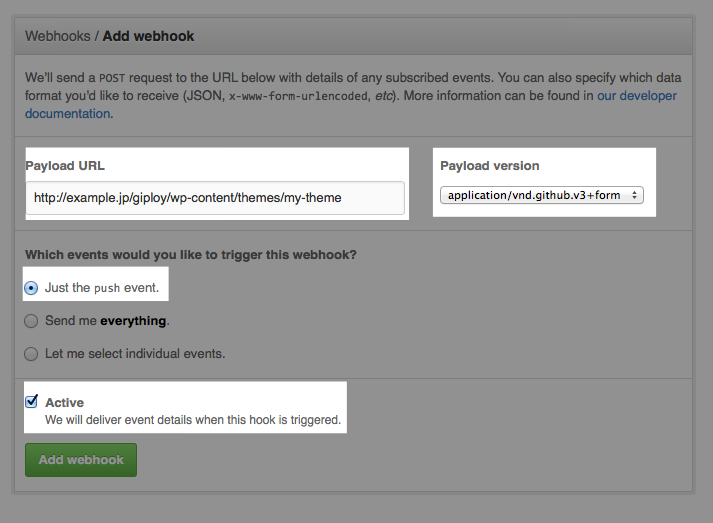 Webhooks / Add webhook
We'll send a POST request to the URL below with details of any subscribed events. You can also specify which data
format you'd like to receive (JSON, x-www-form-urlencoded, etc). More information can be found in our developer
documentation.
Payload URL
Payload version
http://example.jp/giploy/wp-content/themes/my-theme
application/vnd.github.v3+form
Which events would you like to trigger this webhook?
Just the push event.
Send me everything.
Let me select individual events.
Active
We will deliver event details when this hook is triggered.
Add webhook